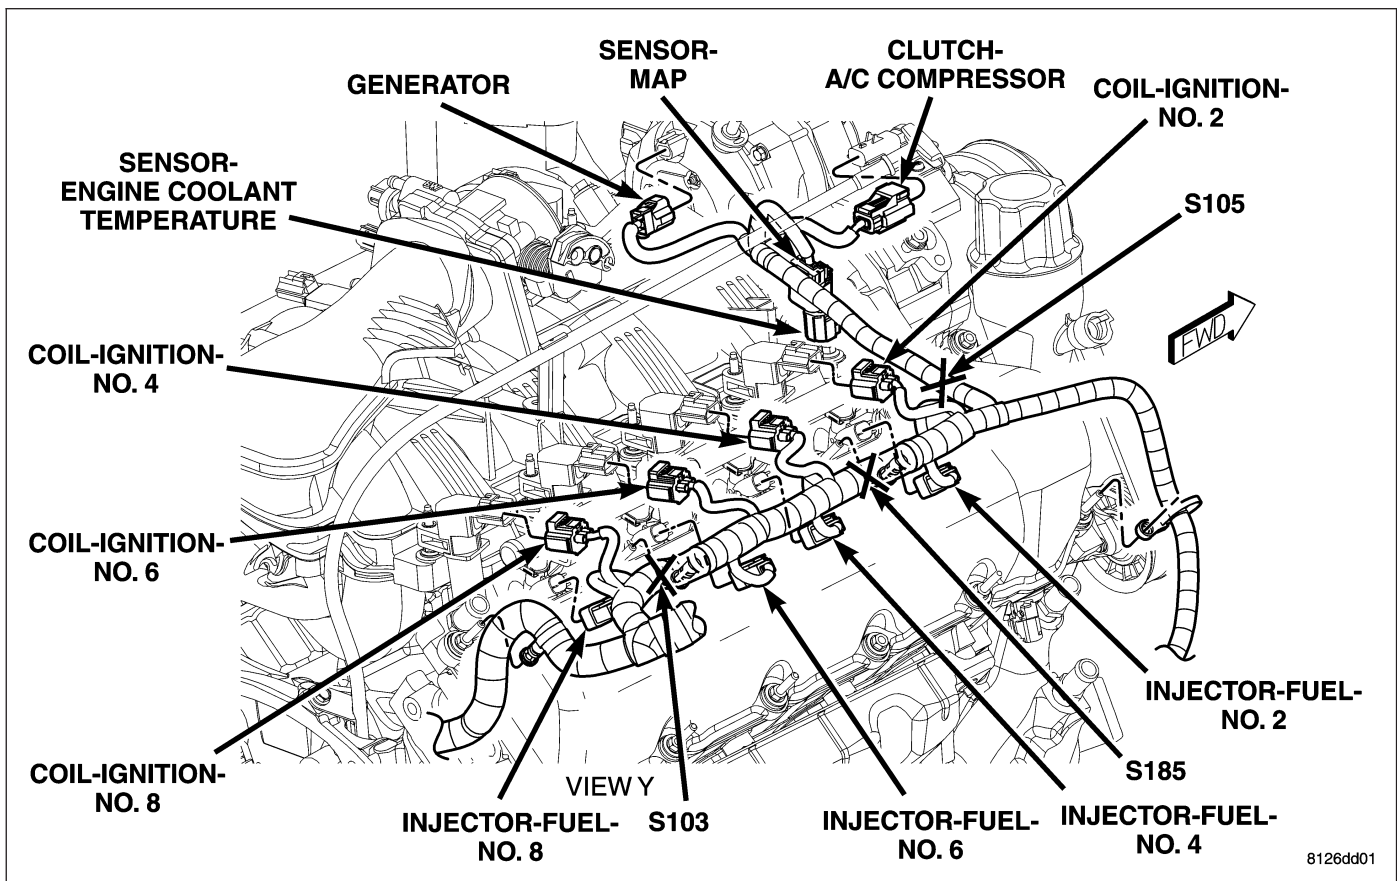 SENSOR-
MAP
CLUTCH-
A/C COMPRESSOR
GENERATOR
COIL-IGNITION-
NO. 2
SENSOR-
ENGINE COOLANT
TEMPERATURE
S105
FWD
COIL-IGNITION-
NO. 4
COIL-IGNITION-
NO. 6
INJECTOR-FUEL-
NO. 2
COIL-IGNITION-
NO. 8
S185
VIEW Y
INJECTOR-FUEL-
NO. 8
S103
INJECTOR-FUEL-
NO. 6
INJECTOR-FUEL-
NO. 4
8126dd01